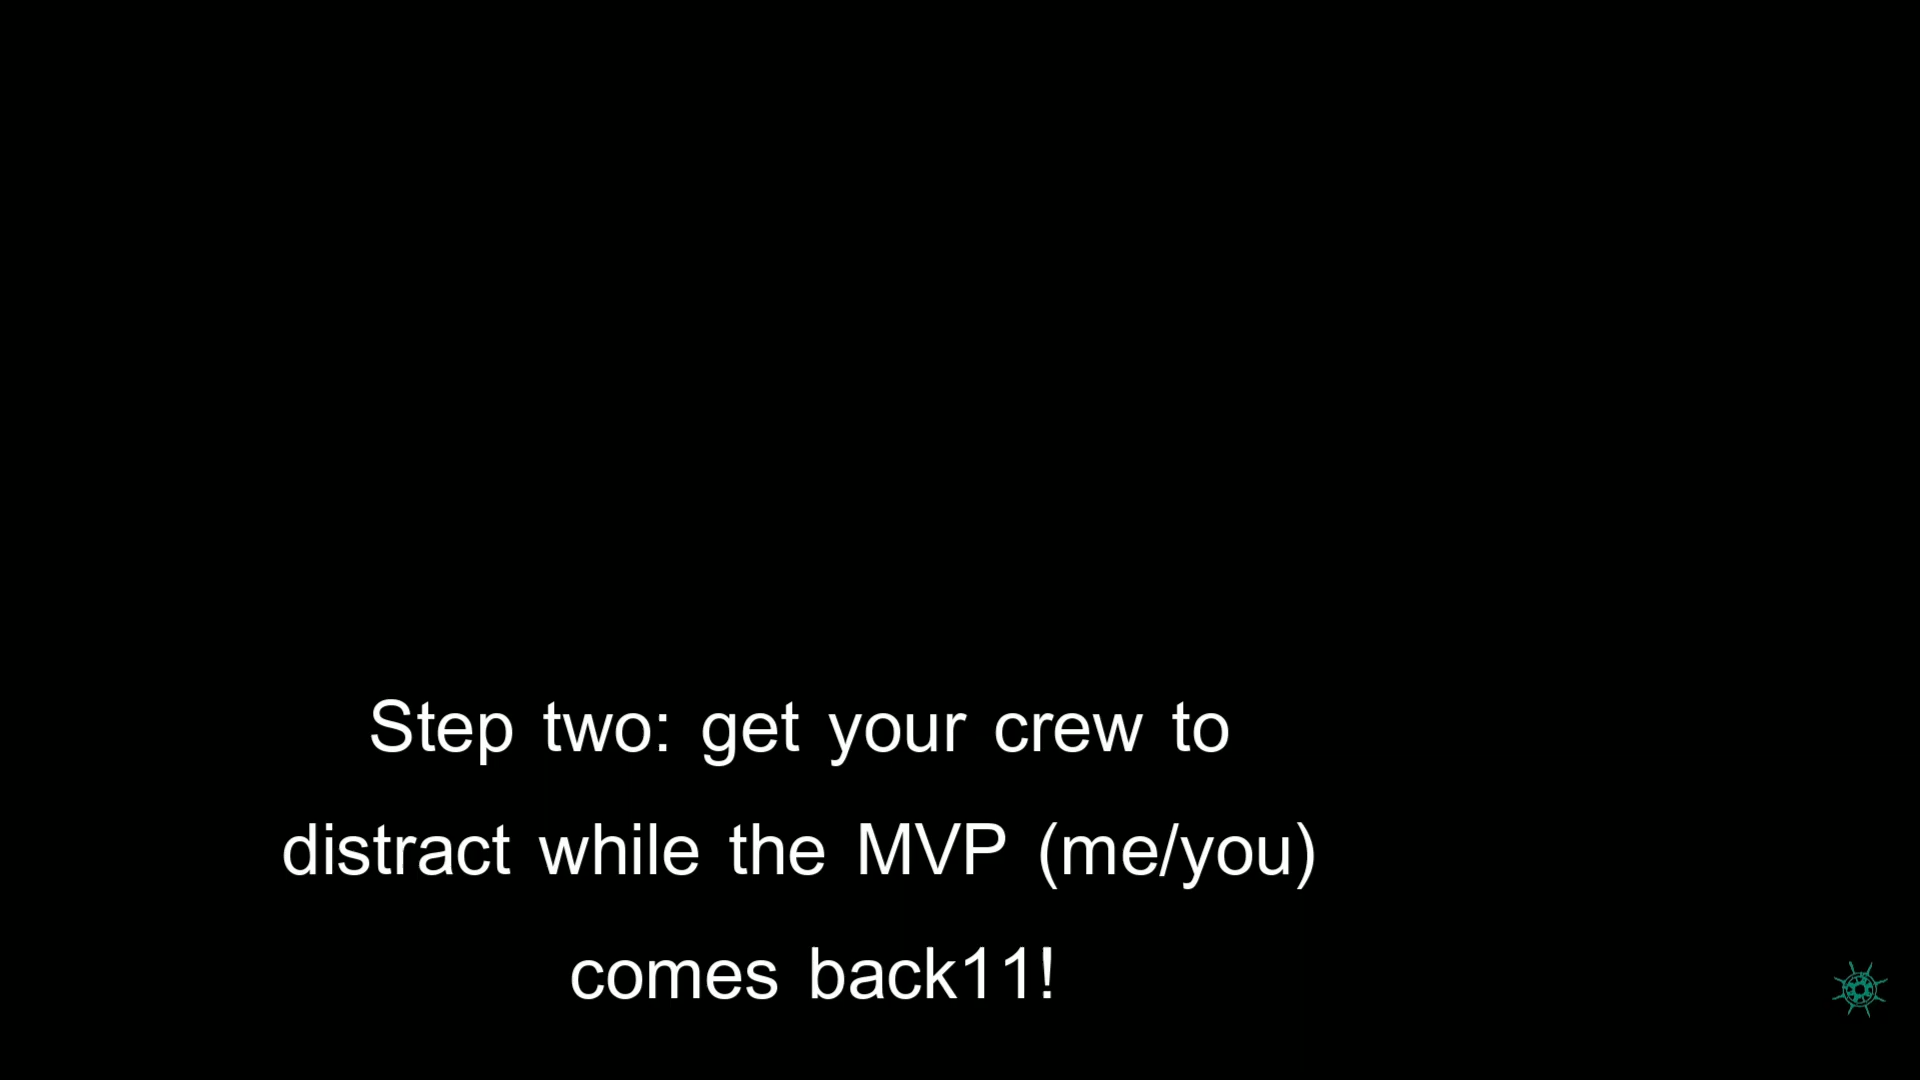 Step two: get your crew to
distract while the MVP (me/you)
comes back11!